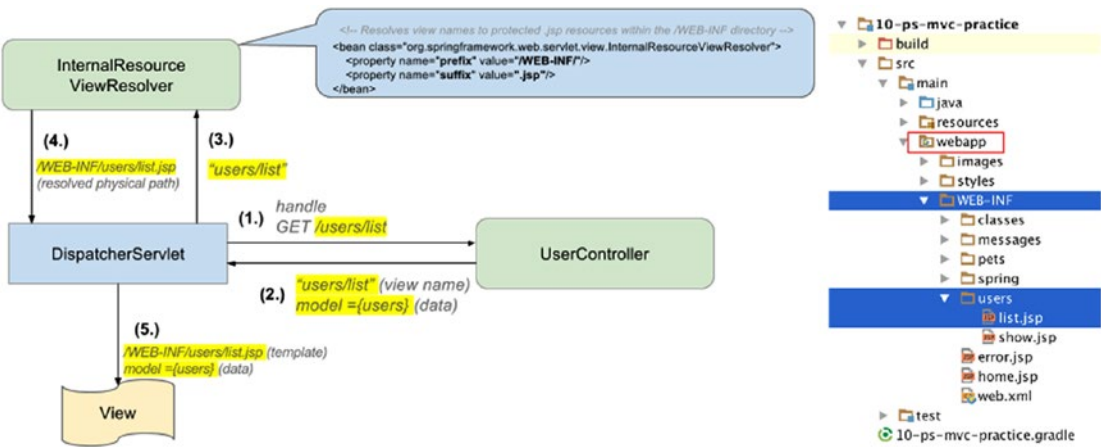 <!-- Resolves view names to protected .jsp resources within the /WEB-INF directory -->
<bean class="org.springframework.web.servlet.view.InternalResourceViewResolver">
<property name="prefix" value="/WEB-INF/"/>
<property name="suffix" value=".jsp"/>
</bean>
InternalResource
ViewResolver
(4.)
/WEB-INF/users/list.jsp
(resolved physical path)
(3.)
"users/list"
(1.)
handle
GET /users/list
DispatcherServlet
UserController
(2.)
"users/list" (view name)
model ={users} (data)
(5.)
/WEB-INF/users/list.jsp (template)
model ={users} (data)
View
10-ps-mvc-practice
build
src
main
java
resources
webapp
images
styles
WEB-INF
classes
messages
pets
spring
users
list.jsp
show.jsp
error.jsp
home.jsp
web.xml
test
10-ps-mvc-practice.gradle